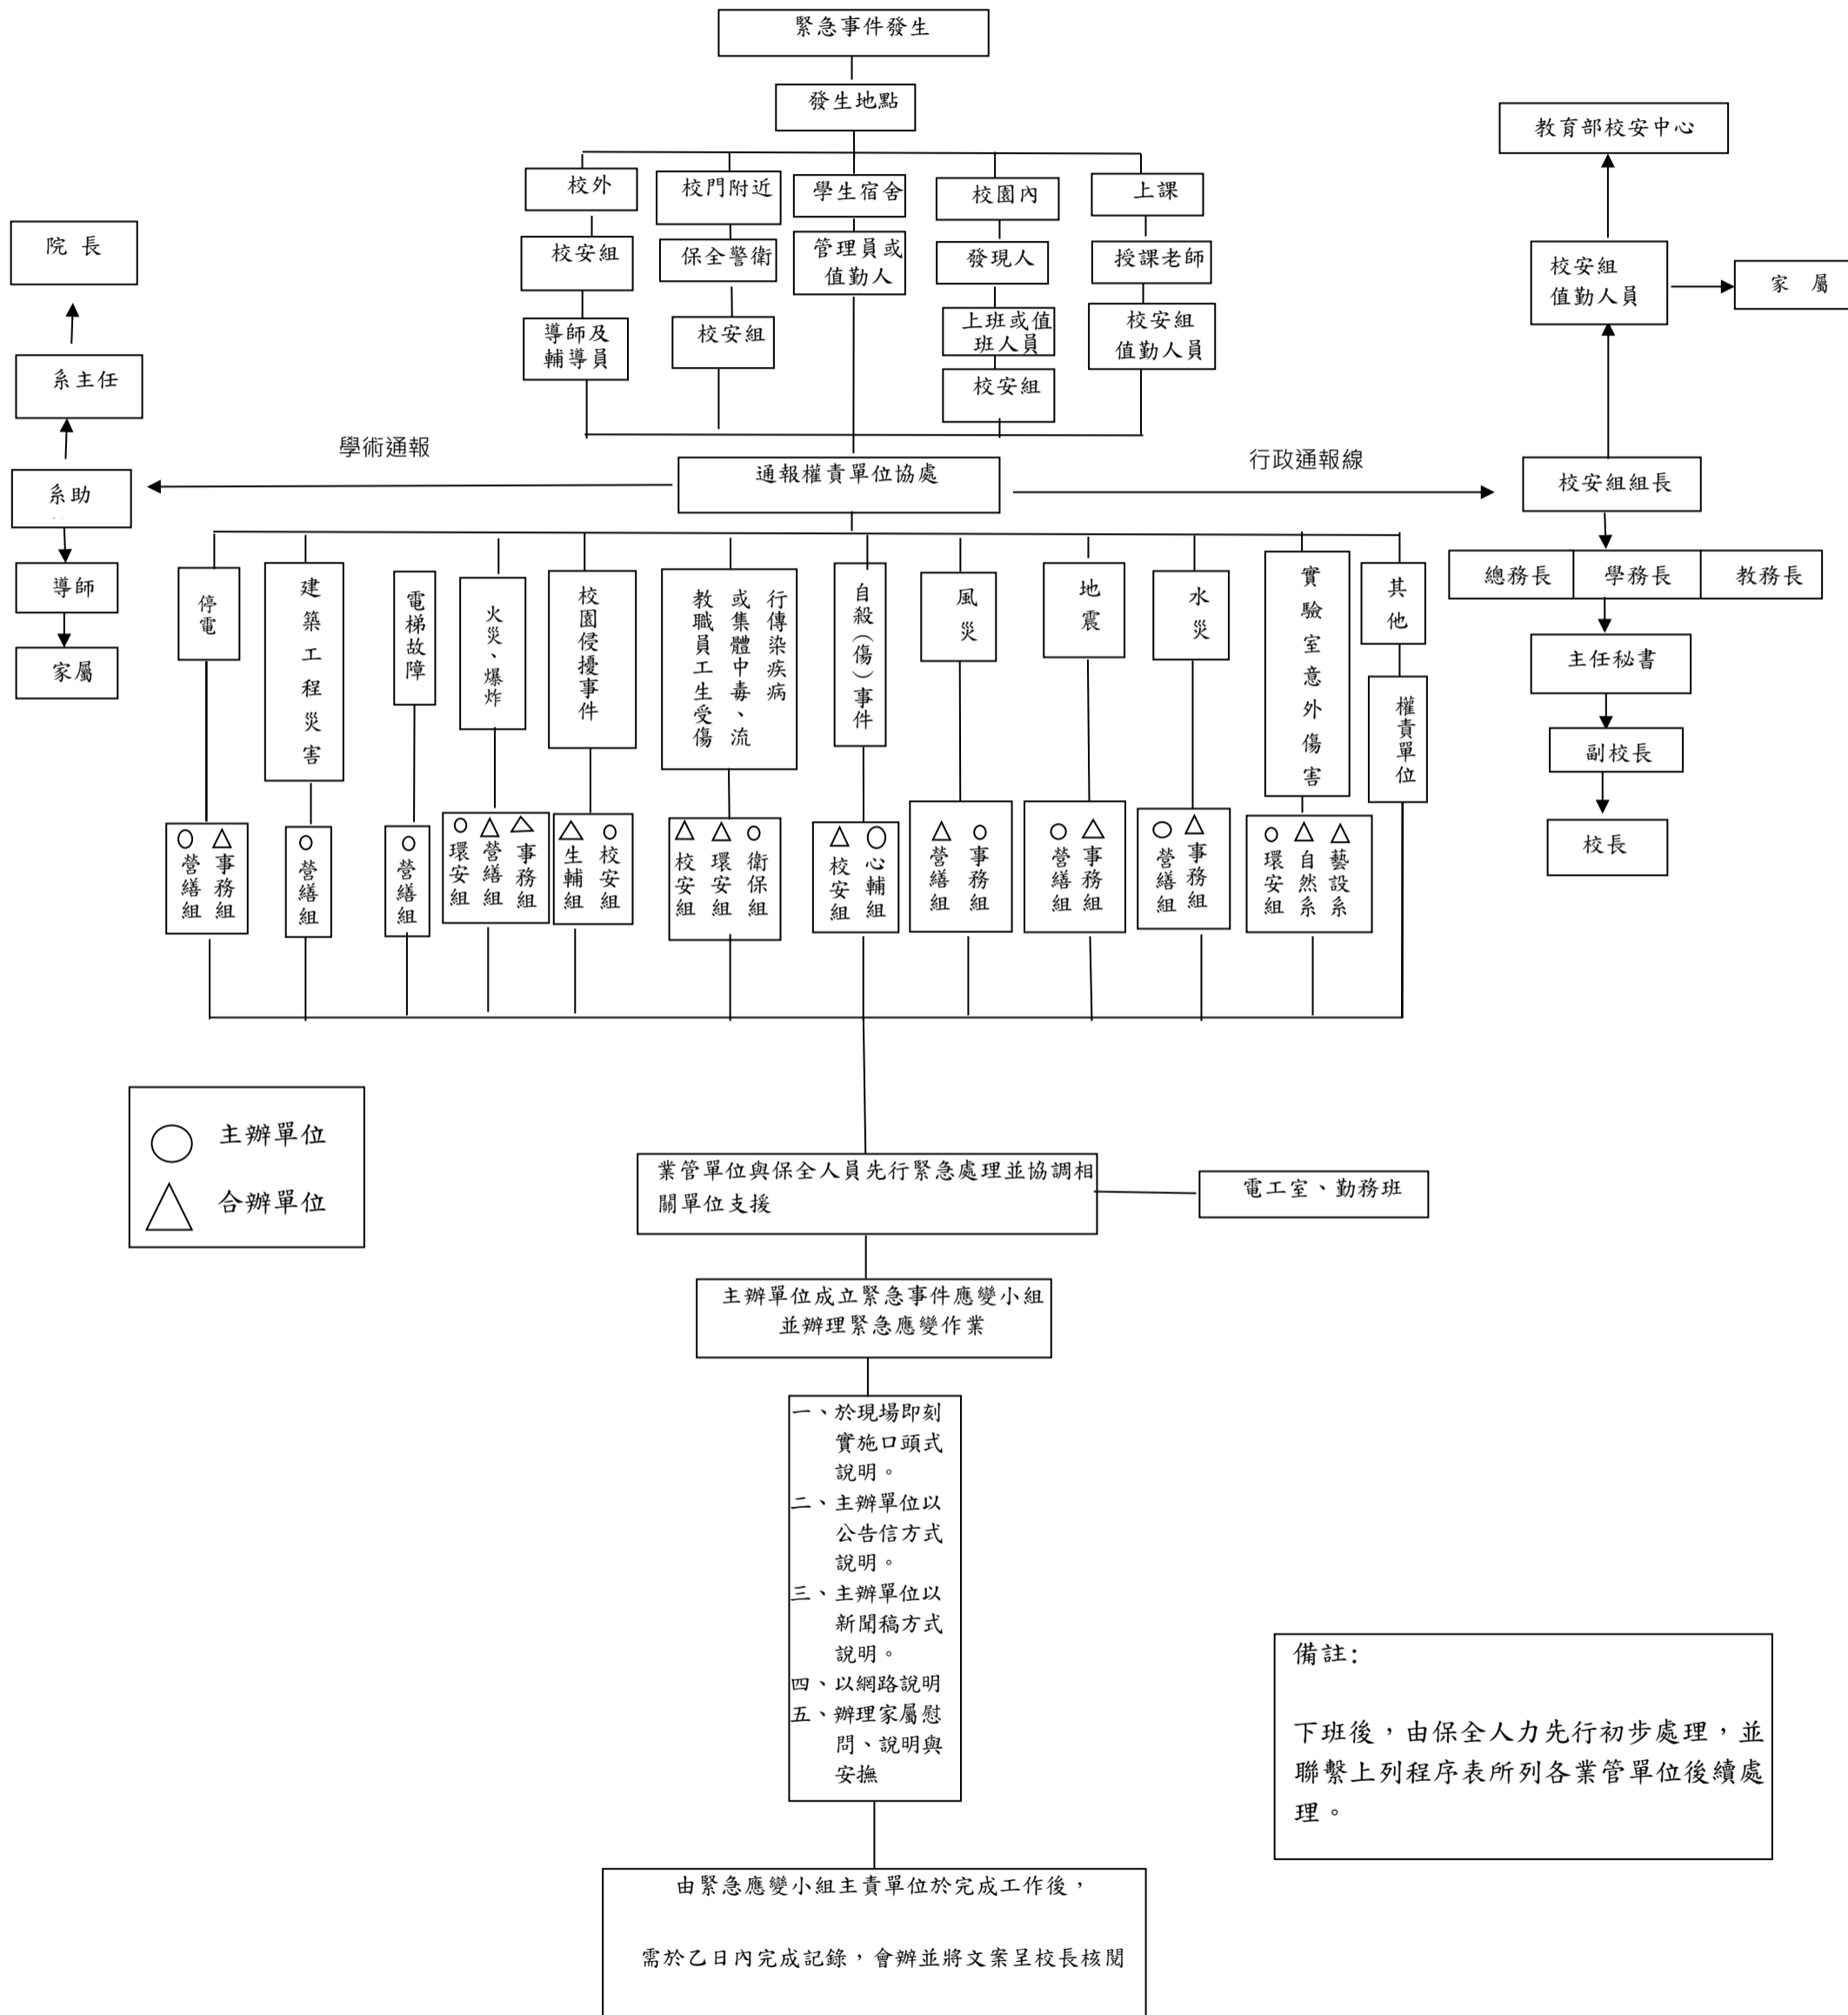 緊急事件發生
發生地點
校外
校門附近
學生宿舍
校園內
上課
校安組
保全警衛
管理員或
值勤人
發現人
授課老師
導師及
輔導員
校安組
上班或值
班人員
校安組
校安組
值勤人員
教育部校安中心
校安組
值勤人員
家 屬
院 長
系主任
系助
導師
家屬
學術通報
通報權責單位協處
行政通報線
校安組組長
總務長
學務長
教務長
主任秘書
副校長
校長
停電
建築工程災害
電梯故障
火災、爆炸
校園侵擾事件
行傳染疾病
或集體中毒、流
教職員工生受傷
自殺(傷)事件
風災
地震
水災
實驗室意外傷害
其他
權責單位
○營繕組
△事務組
○營繕組
○營繕組
○環安組
△營繕組
△事務組
△生輔組
○校安組
△校安組
△環安組
○衛保組
△校安組
○心輔組
△營繕組
○事務組
○營繕組
△事務組
○營繕組
△事務組
○環安組
△自然系
△藝設系
○ 主辦單位
△ 合辦單位
業管單位與保全人員先行緊急處理並協調相
關單位支援
電工室、勤務班
主辦單位成立緊急事件應變小組
並辦理緊急應變作業
一、於現場即刻
實施口頭式
說明。
二、主辦單位以
公告信方式
說明。
三、主辦單位以
新聞稿方式
說明。
四、以網路說明
五、辦理家屬慰
問、說明與
安撫
備註:
下班後，由保全人力先行初步處理，並
聯繫上列程序表所列各業管單位後續處
理。
由緊急應變小組主責單位於完成工作後，
需於乙日內完成記錄，會辦並將文案呈校長核閱